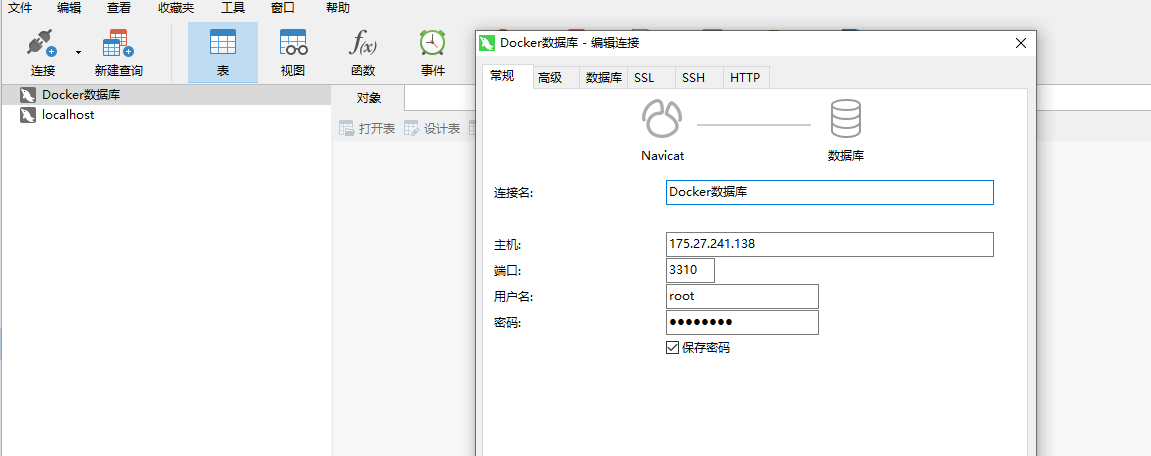 文件 编辑 查看 收藏夹 工具 窗口 帮助
连接 新建查询 表 视图 f(x) 函数 事件
Docker数据库
localhost
对象
打开表 设计表
Docker数据库 - 编辑连接
常规 高级 数据库 SSL SSH HTTP
Navicat 数据库
连接名: Docker数据库
主机: 175.27.241.138
端口: 3310
用户名: root
密码: ●●●●●●●●
保存密码